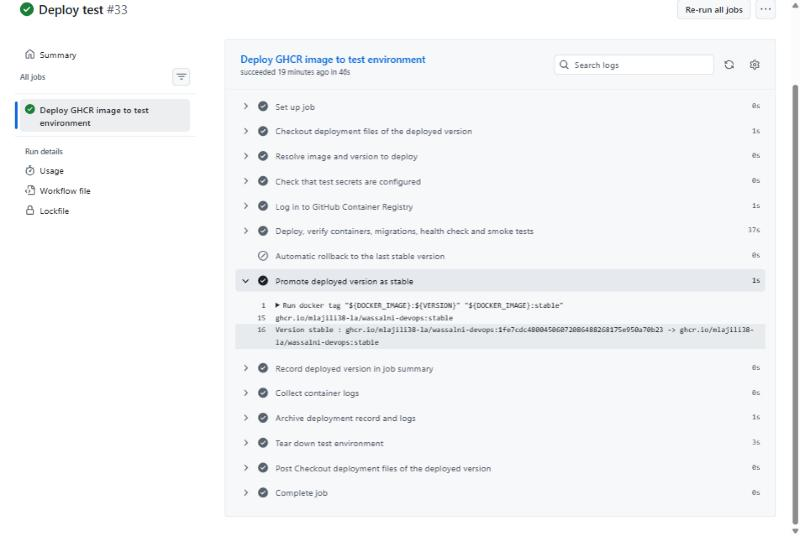 Deploy test #33
Re-run all jobs
Summary
All jobs
Deploy GHCR image to test
environment
Run details
Usage
Workflow file
Lockfile
Deploy GHCR image to test environment
succeeded 19 minutes ago in 46s
Search logs
Set up job 0s
Checkout deployment files of the deployed version 1s
Resolve image and version to deploy 0s
Check that test secrets are configured 0s
Log in to GitHub Container Registry 1s
Deploy, verify containers, migrations, health check and smoke tests 37s
Automatic rollback to the last stable version 0s
Promote deployed version as stable 1s
1 Run docker tag "${DOCKER_IMAGE}:${VERSION}" "${DOCKER_IMAGE}:stable"
15 ghcr.io/mlajili38-la/wassalni-devops:stable
16 Version stable : -> ghcr.io/mlajili38-
la/wassalni-devops:stable
Record deployed version in job summary 0s
Collect container logs 0s
Archive deployment record and logs 1s
Tear down test environment 3s
Post Checkout deployment files of the deployed version 0s
Complete job 0s